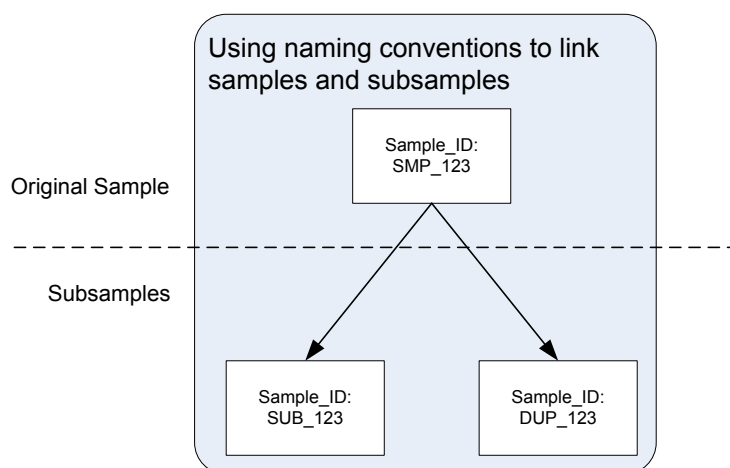 Using naming conventions to link
samples and subsamples
Sample_ID:
SMP_123
Original Sample
Subsamples
Sample_ID:
SUB_123
Sample_ID:
DUP_123